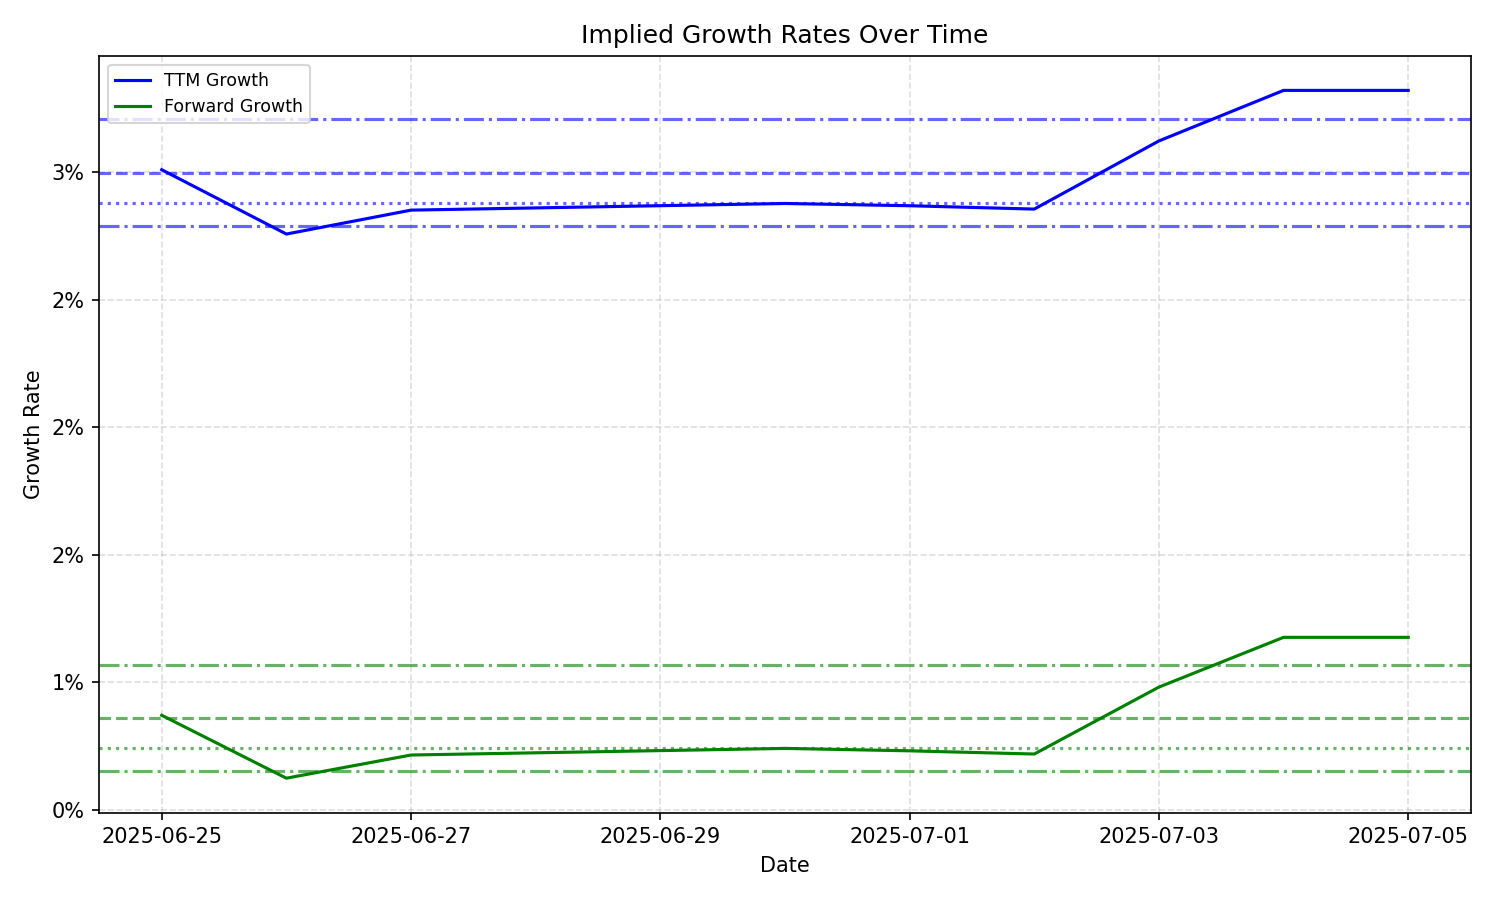 Implied Growth Rates Over Time
TTM Growth
Forward Growth
3%
2%
2%
2%
1%
0%
Growth Rate
2025-06-25
2025-06-27
2025-06-29
2025-07-01
2025-07-03
2025-07-05
Date